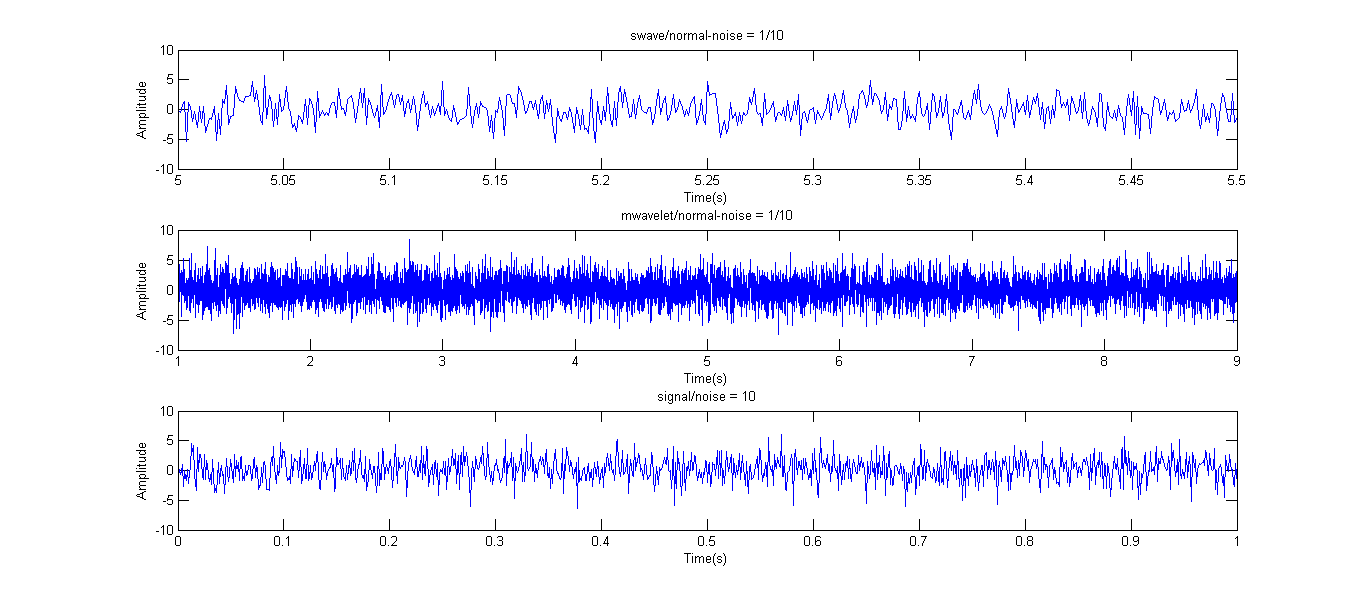 swave/normal-noise = 1/10
10
5
0
-5
-10
Amplitude
5 5.05 5.1 5.15 5.2 5.25 5.3 5.35 5.4 5.45 5.5
Time(s)
mwavelet/normal-noise = 1/10
10
5
0
-5
-10
Amplitude
1 2 3 4 5 6 7 8 9
Time(s)
signal/noise = 10
10
5
0
-5
-10
Amplitude
0 0.1 0.2 0.3 0.4 0.5 0.6 0.7 0.8 0.9 1
Time(s)